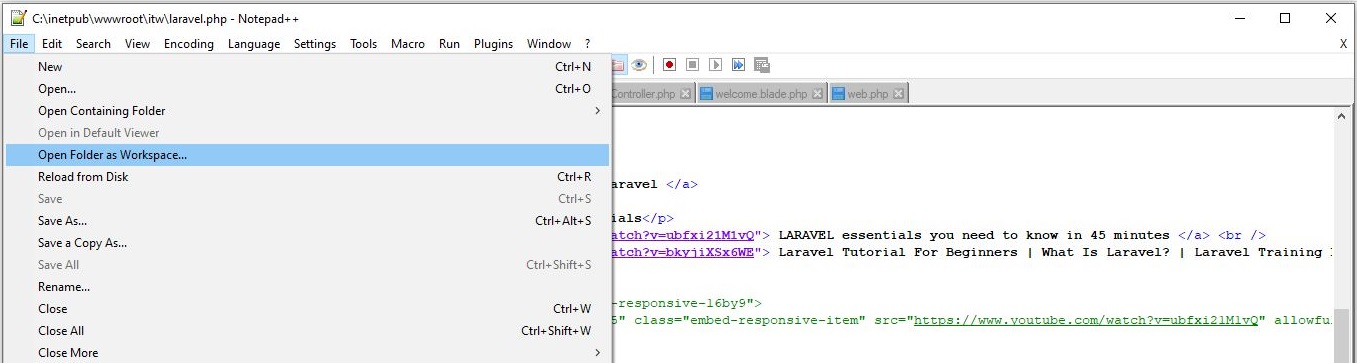 C:\inetpub\wwwroot\itw\laravel.php - Notepad++
File Edit Search View Encoding Language Settings Tools Macro Run Plugins Window ? X
New Ctrl+N
Open... Ctrl+O
Open Containing Folder
Open in Default Viewer
Open Folder as Workspace...
Reload from Disk Ctrl+R
Save Ctrl+S
Save As... Ctrl+Alt+S
Save a Copy As...
Save All Ctrl+Shift+S
Rename...
Close Ctrl+W
Close All Ctrl+Shift+W
Close More
Controller.php welcome.blade.php web.php
aravel </a>
ials</p>
atch?v=ubfxi21M1vQ"> LARAVEL essentials you need to know in 45 minutes </a> <br />
atch?v=bkyjiXSx6WE"> Laravel Tutorial For Beginners | What Is Laravel? | Laravel Training
-responsive-16by9">
5" class="embed-responsive-item" src="https://www.youtube.com/watch?v=ubfxi21M1vQ" allowfu